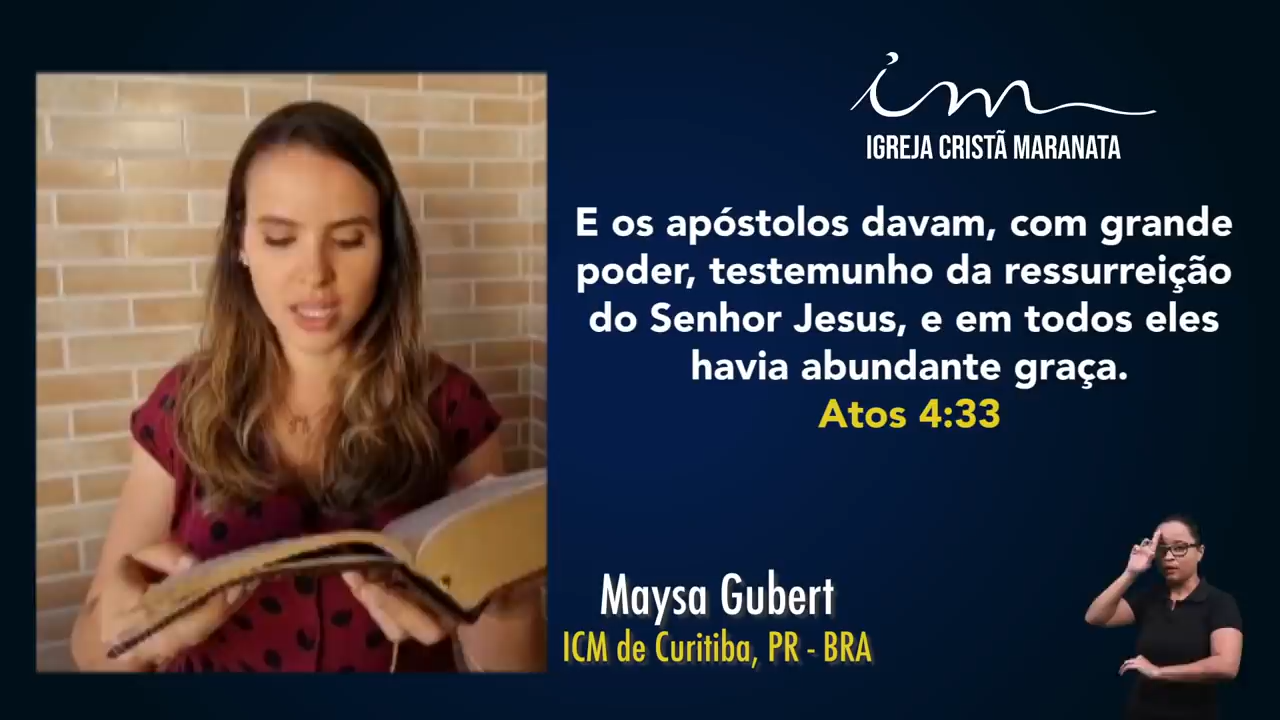 im
IGREJA CRISTÃ MARANATA
E os apóstolos davam, com grande
poder, testemunho da ressurreição
do Senhor Jesus, e em todos eles
havia abundante graça.
Atos 4:33
Maysa Gubert
ICM de Curitiba, PR - BRA